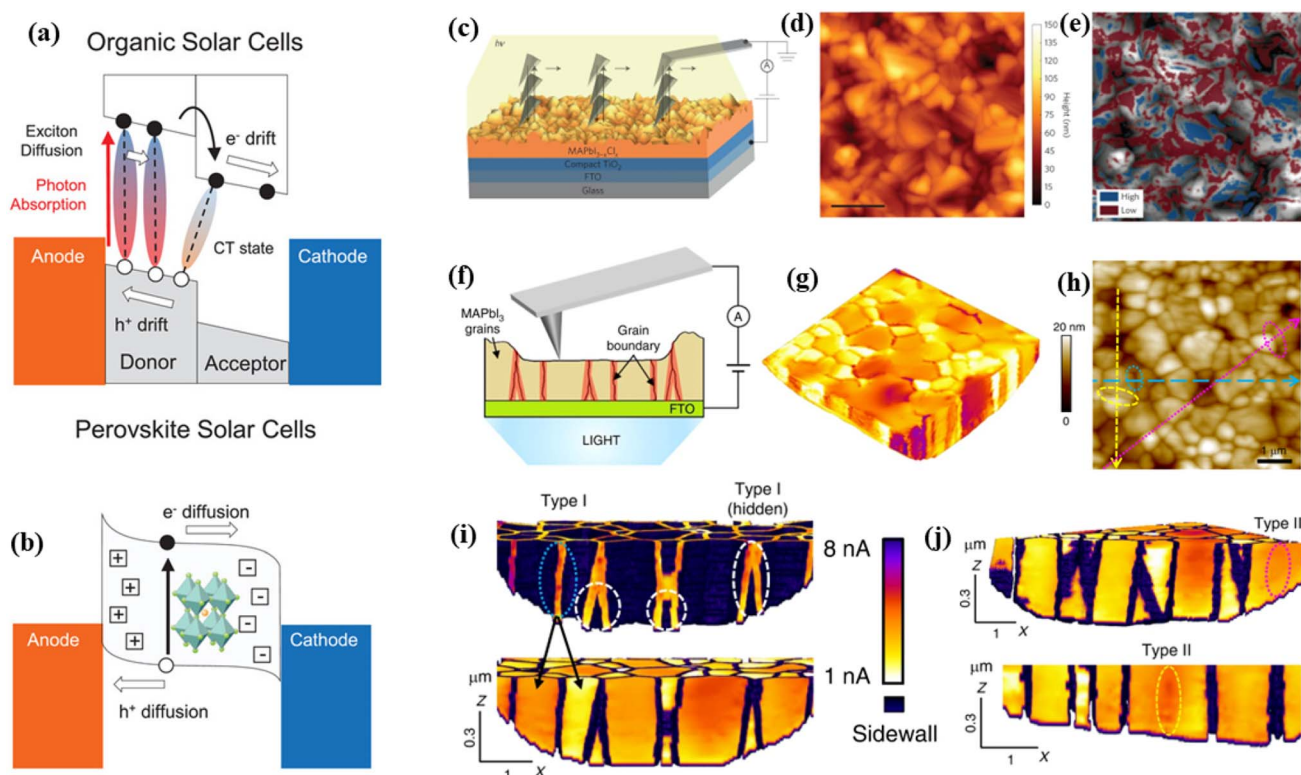 (a)
Organic Solar Cells
Exciton
Diffusion
Photon
Absorption
e- drift
CT state
Anode
Cathode
h+ drift
Donor
Acceptor
Perovskite Solar Cells
(b)
e- diffusion
+
+
+
+
-
-
-
-
Anode
Cathode
h+ diffusion
(c)
hν
A
MAPbI3-xClx
Compact TiO2
FTO
Glass
(d)
150
135
120
105
90
75
60
45
30
15
0
Height (nm)
(e)
High
Low
(f)
MAPbI3
grains
Grain
boundary
A
FTO
LIGHT
(g)
(h)
20 nm
0
1 µm
(i)
Type I
Type I
(hidden)
µm
Z
0.3
1
X
8 nA
1 nA
Sidewall
(j)
Type II
µm
Z
0.3
1
X
Type II
µm
Z
0.3
1
X